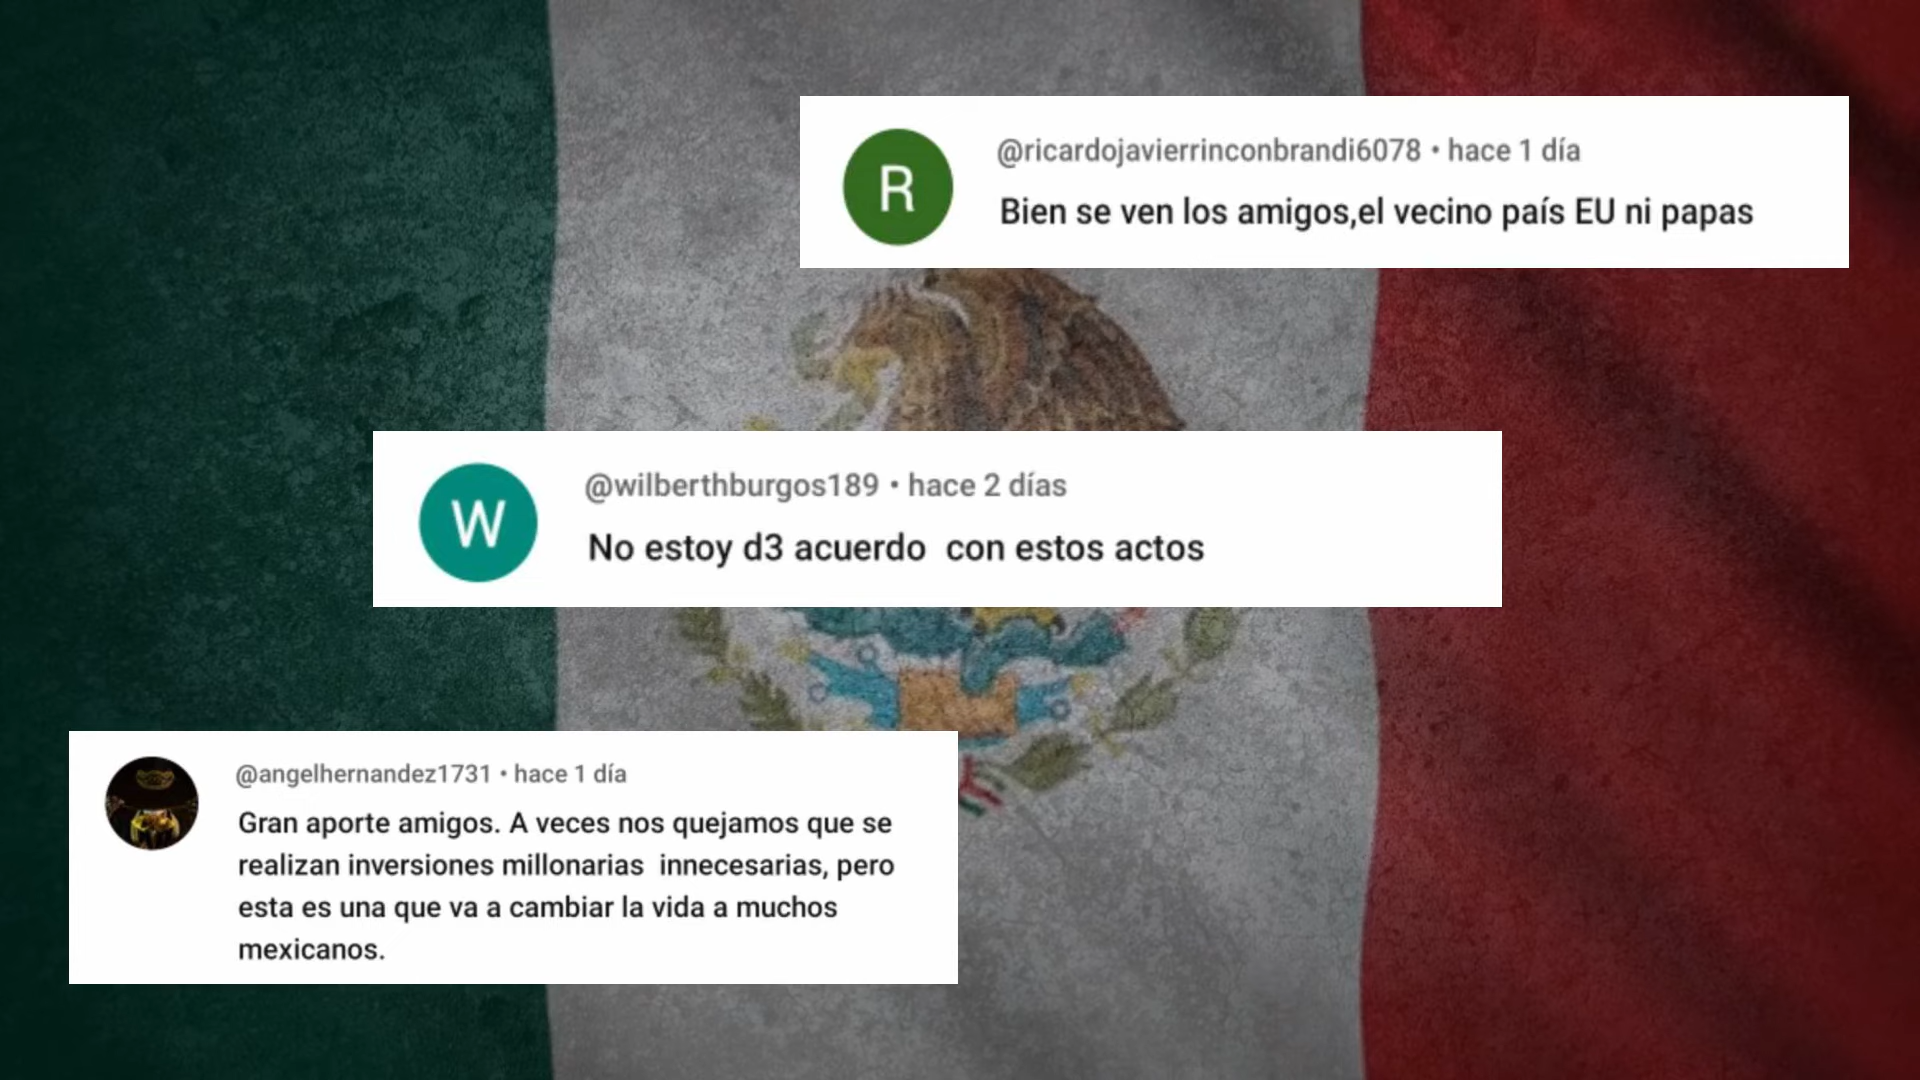 R
@ricardojavierrinconbrandi6078 • hace 1 día
Bien se ven los amigos,el vecino país EU ni papas
W
@wilberthburgos189 • hace 2 días
No estoy d3 acuerdo  con estos actos
@angelhernandez1731 • hace 1 día
Gran aporte amigos. A veces nos quejamos que se
realizan inversiones millonarias  innecesarias, pero
esta es una que va a cambiar la vida a muchos
mexicanos.